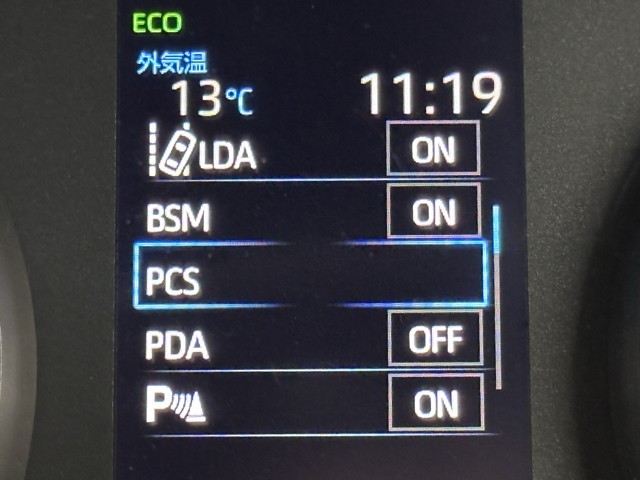 ECO
外気温
13℃ 11:19
LDA ON
BSM ON
PCS
PDA OFF
P ON